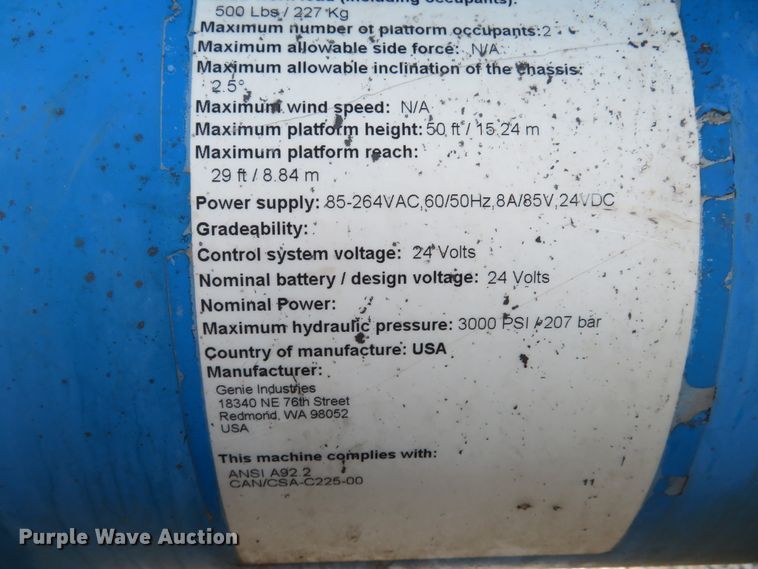 load (including occupants):
500 Lbs / 227 Kg
Maximum number of platform occupants: 2
Maximum allowable side force: N/A
Maximum allowable inclination of the chassis:
2.5°
Maximum wind speed: N/A
Maximum platform height: 50 ft / 15.24 m
Maximum platform reach:
29 ft / 8.84 m
Power supply: 85-264VAC,60/50Hz,8A/85V,24VDC
Gradeability:
Control system voltage: 24 Volts
Nominal battery / design voltage: 24 Volts
Nominal Power:
Maximum hydraulic pressure: 3000 PSI / 207 bar
Country of manufacture: USA
Manufacturer:
Genie Industries
18340 NE 76th Street
Redmond, WA 98052
USA
This machine complies with:
ANSI A92.2
CAN/CSA-C225-00 11
Purple Wave Auction